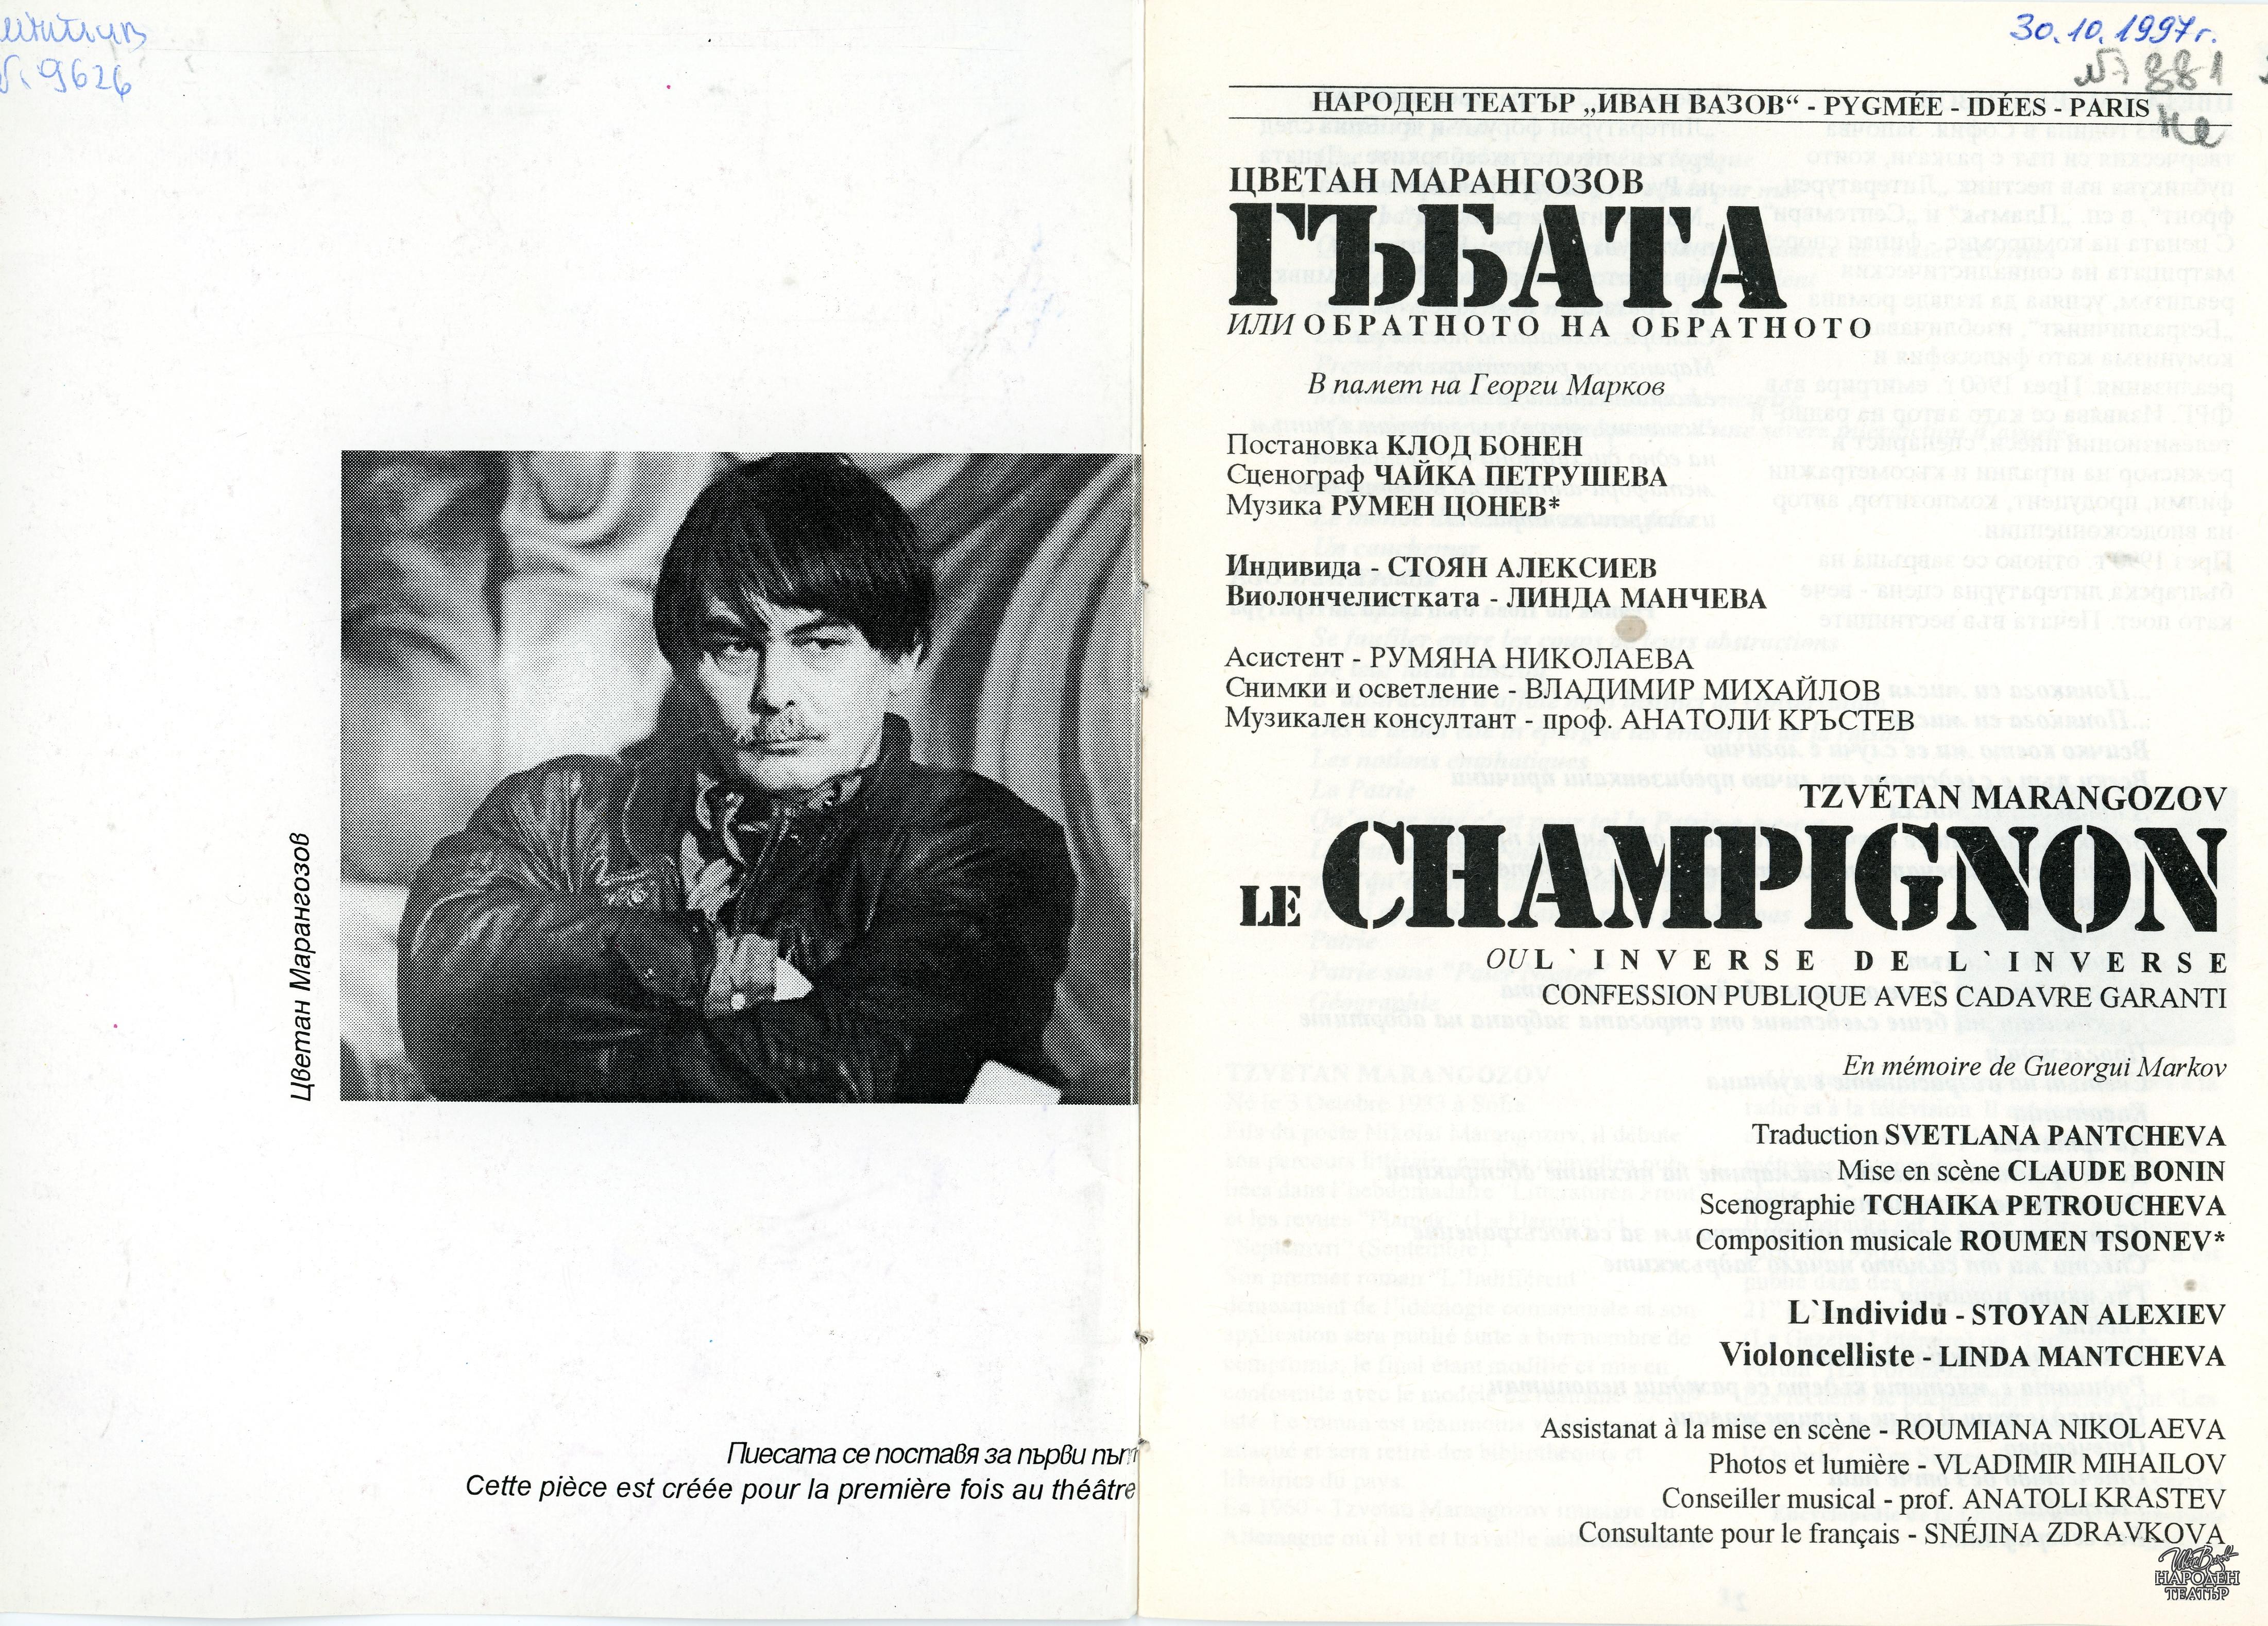 № 9626
Цветан Марангозов
Пиесата се поставя за първи път
Cette pièce est créée pour la première fois au théâtre
30.10.1997г.
№ 881
НАРОДЕН ТЕАТЪР „ИВАН ВАЗОВ“ - PYGMÉE - IDÉES - PARIS
не
ЦВЕТАН МАРАНГОЗОВ
ГЪБАТА
ИЛИ ОБРАТНОТО НА ОБРАТНОТО
В памет на Георги Марков
Постановка КЛОД БОНЕН
Сценограф ЧАЙКА ПЕТРУШЕВА
Музика РУМЕН ЦОНЕВ*
Индивида - СТОЯН АЛЕКСИЕВ
Виолончелистката - ЛИНДА МАНЧЕВА
Асистент - РУМЯНА НИКОЛАЕВА
Снимки и осветление - ВЛАДИМИР МИХАЙЛОВ
Музикален консултант - проф. АНАТОЛИ КРЪСТЕВ
TZVÉTAN MARANGOZOV
LE CHAMPIGNON
OU L`INVERSE DE L`INVERSE
CONFESSION PUBLIQUE AVES CADAVRE GARANTI
En mémoire de Gueorgui Markov
Traduction SVETLANA PANTCHEVA
Mise en scène CLAUDE BONIN
Scenographie TCHAIKA PETROUCHEVA
Composition musicale ROUMEN TSONEV*
L`Individu - STOYAN ALEXIEV
Violoncelliste - LINDA MANTCHEVA
Assistanat à la mise en scène - ROUMIANA NIKOLAEVA
Photos et lumière - VLADIMIR MIHAILOV
Conseiller musical - prof. ANATOLI KRASTEV
Consultante pour le français - SNÉJINA ZDRAVKOVA
НАРОДЕН
ТЕАТЪР